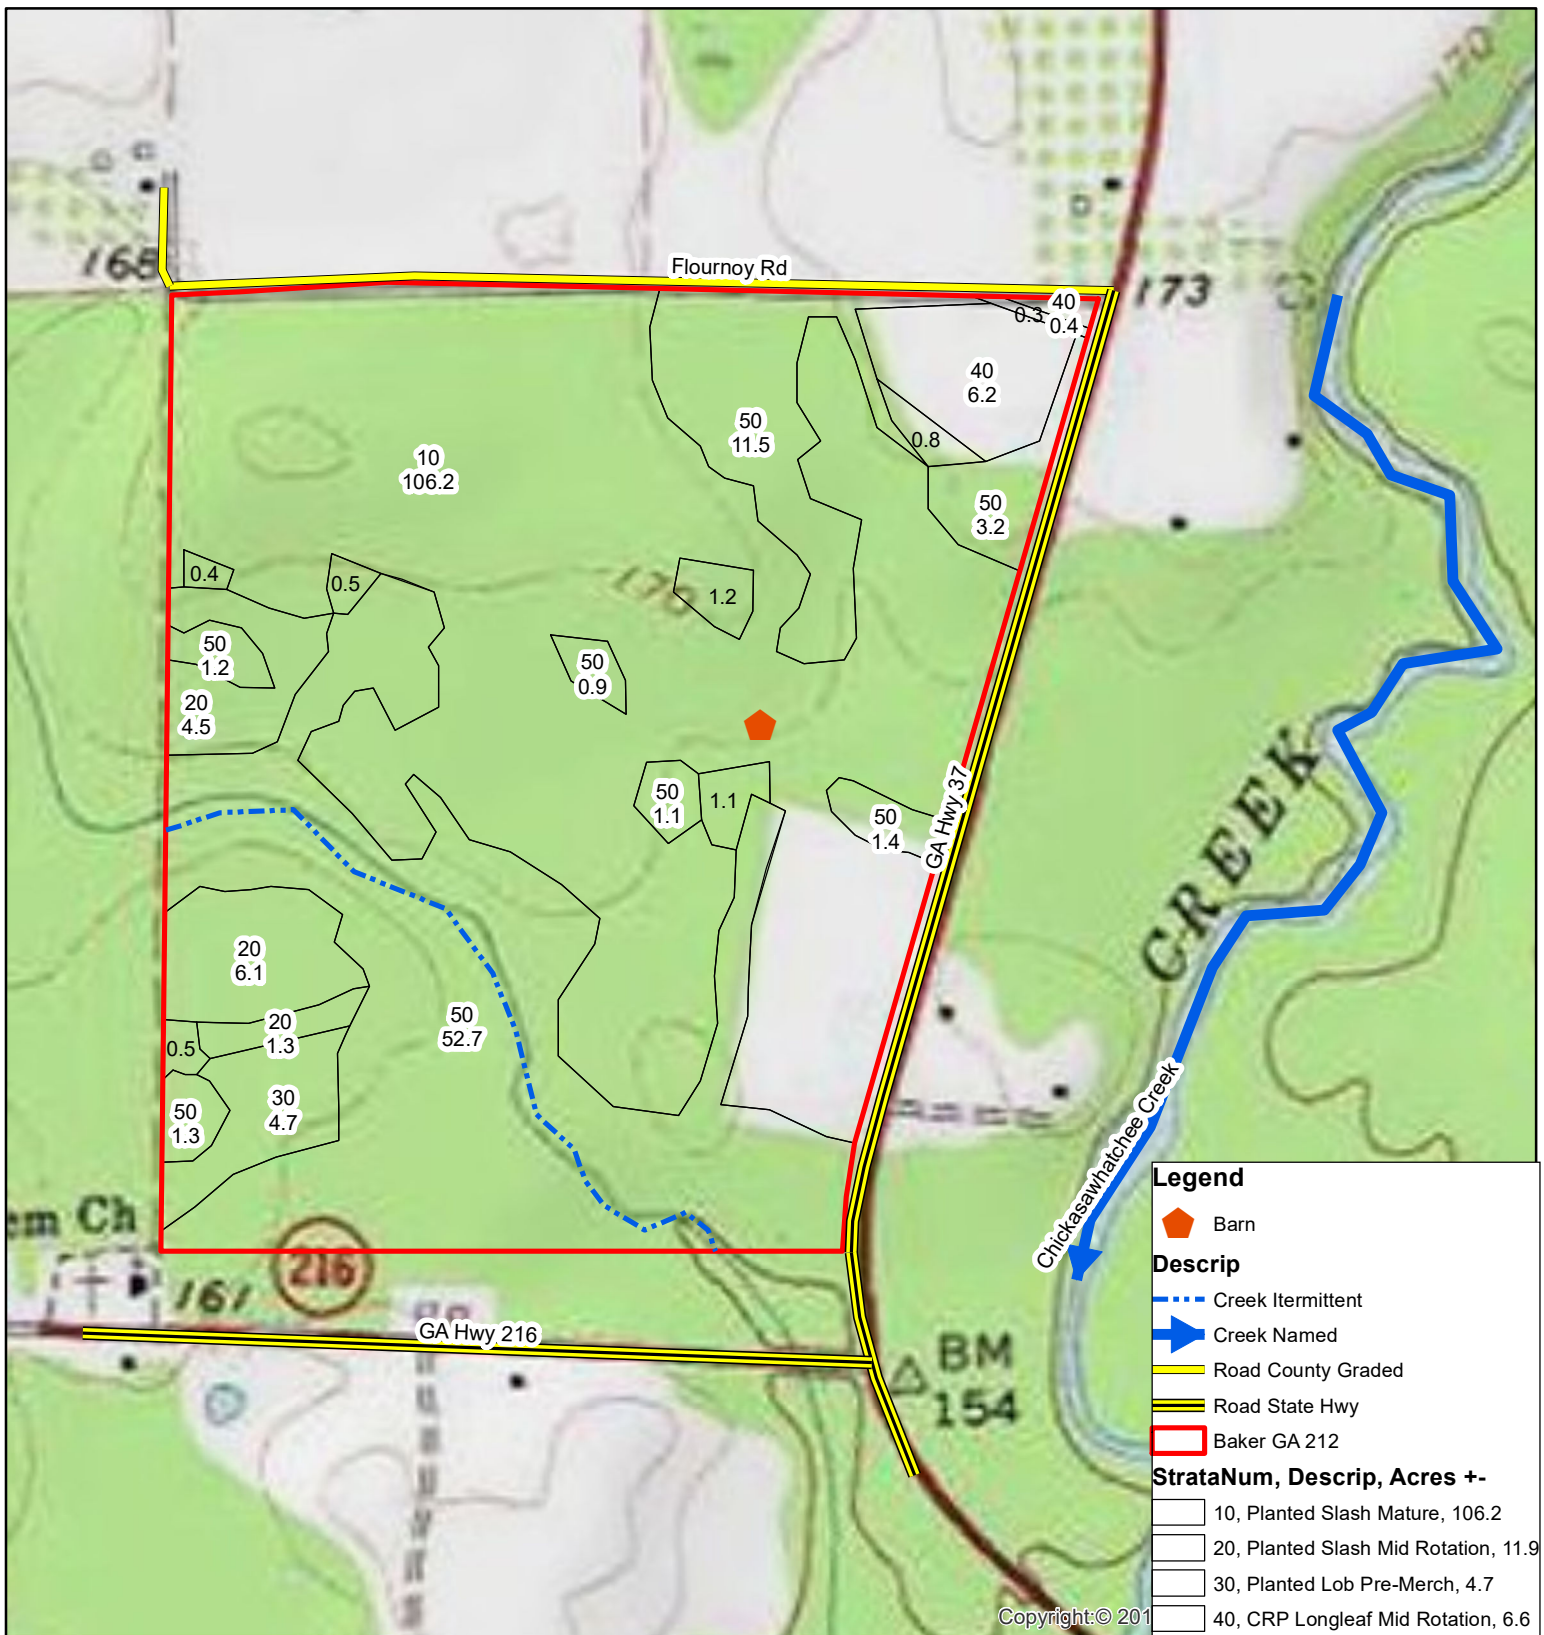 170
168
Flournoy Rd
173
40
0.3
0.4
40
6.2
50
11.5
0.8
10
106.2
50
3.2
0.4
0.5
170
1.2
50
1.2
50
0.9
20
4.5
GA Hwy 37
50
1.1
1.1
50
1.4
CREEK
20
6.1
20
1.3
50
52.7
0.5
30
4.7
50
1.3
Chickasawhatchee Creek
em Ch
216
161
GA Hwy 216
BM
154
Legend
Barn
Descrip
Creek Itermittent
Creek Named
Road County Graded
Road State Hwy
Baker GA 212
StrataNum, Descrip, Acres +-
10, Planted Slash Mature, 106.2
20, Planted Slash Mid Rotation, 11.9
30, Planted Lob Pre-Merch, 4.7
40, CRP Longleaf Mid Rotation, 6.6
Copyright:© 201